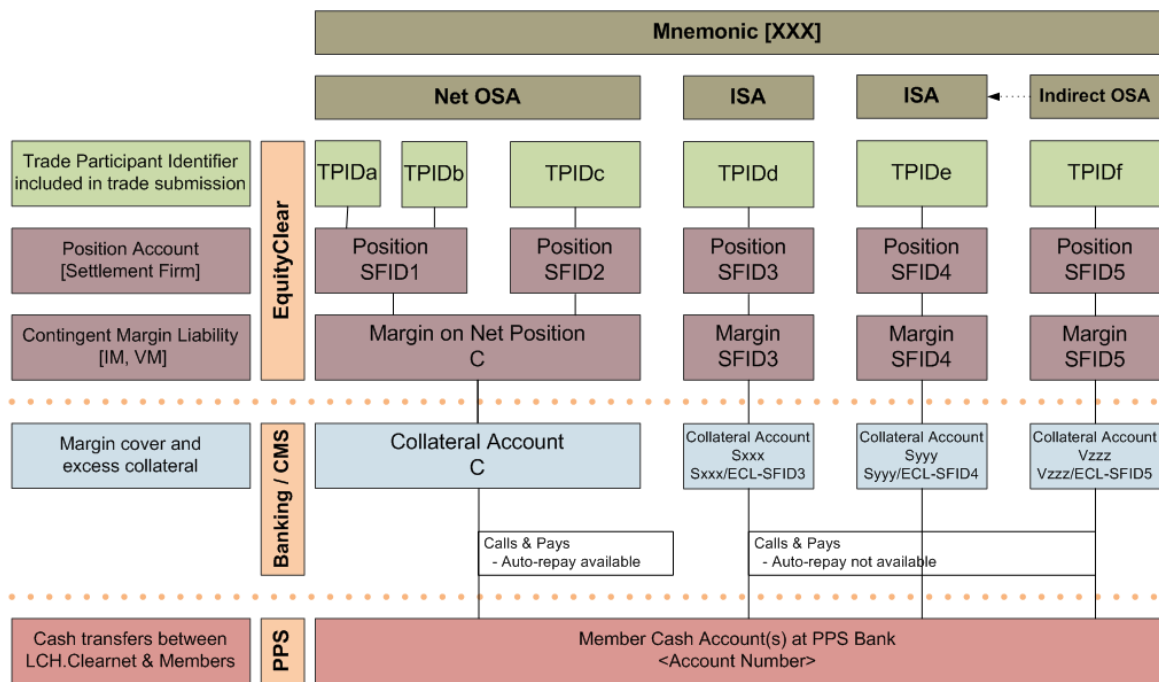 Mnemonic [XXX]
Net OSA
ISA
ISA
Indirect OSA
Trade Participant Identifier
included in trade submission
EquityClear
TPIDa
TPIDb
TPIDc
TPIDd
TPIDe
TPIDf
Position Account
[Settlement Firm]
Position
SFID1
Position
SFID2
Position
SFID3
Position
SFID4
Position
SFID5
Contingent Margin Liability
[IM, VM]
Margin on Net Position
C
Margin
SFID3
Margin
SFID4
Margin
SFID5
Margin cover and
excess collateral
Banking / CMS
Collateral Account
C
Collateral Account
Sxxx
Sxxx/ECL-SFID3
Collateral Account
Syyy
Syyy/ECL-SFID4
Collateral Account
Vzzz
Vzzz/ECL-SFID5
Calls & Pays
- Auto-repay available
Calls & Pays
- Auto-repay not available
Cash transfers between
LCH.Clearnet & Members
PPS
Member Cash Account(s) at PPS Bank
<Account Number>